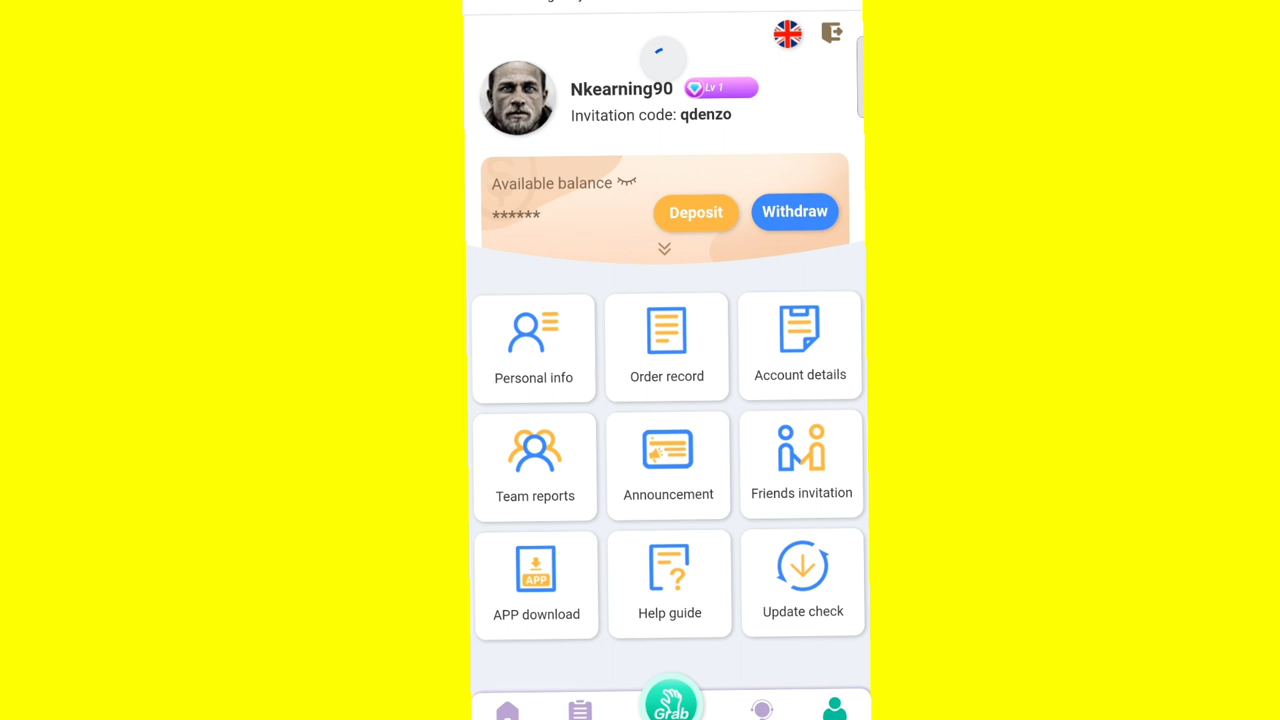 Nkearning90 Lv 1
Invitation code: qdenzo
Available balance
******
Deposit Withdraw
Personal info Order record Account details
Team reports Announcement Friends invitation
APP
APP download Help guide Update check
Grab